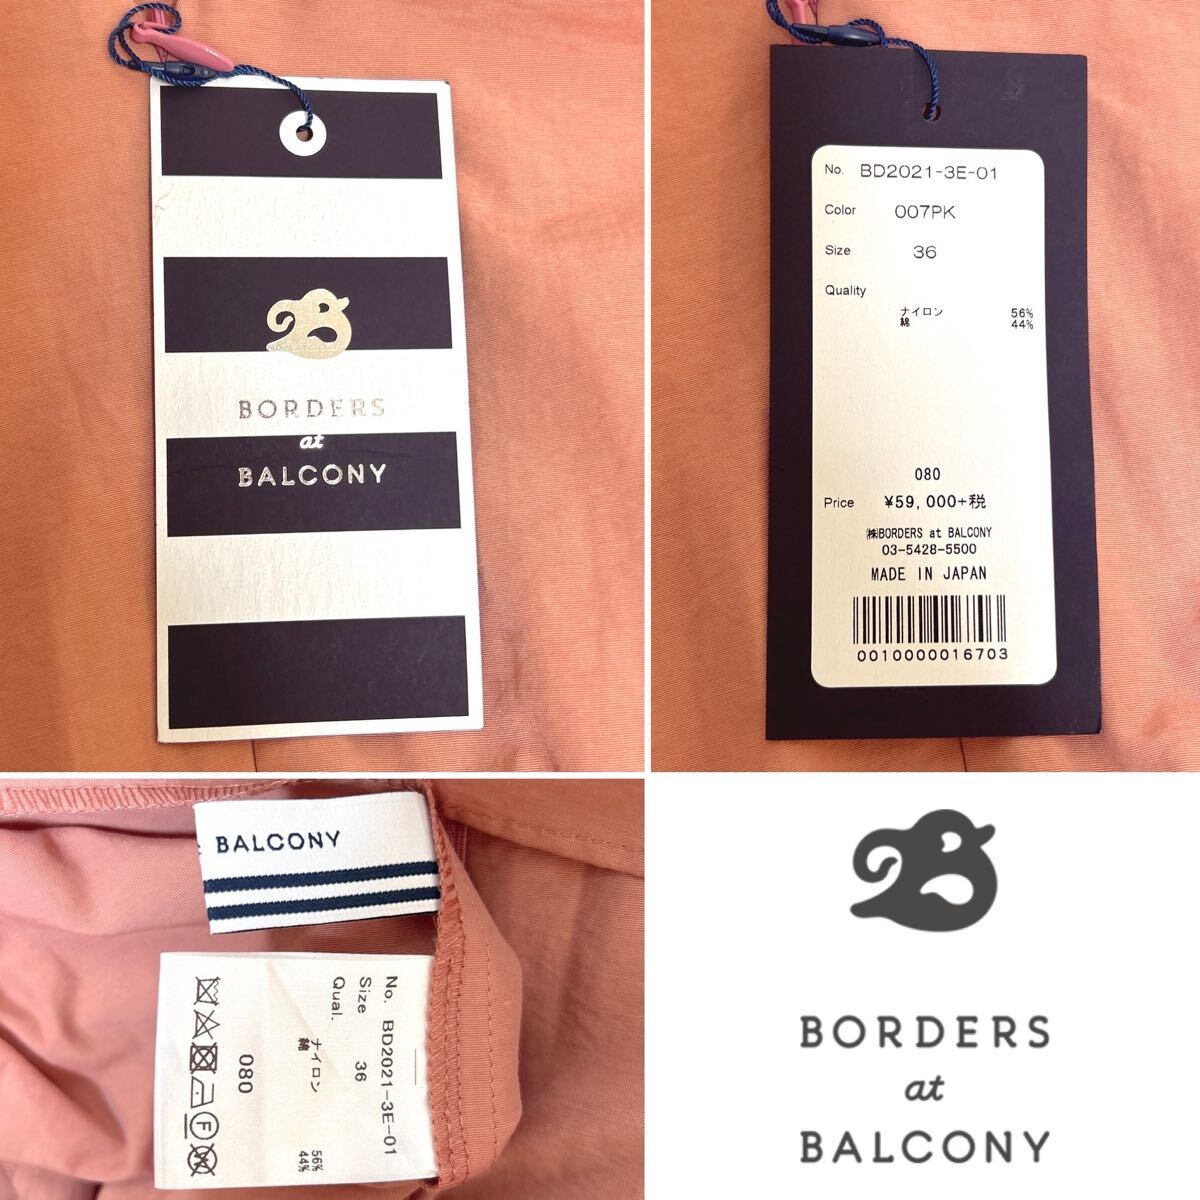 BORDERS
at
BALCONY
No. BD2021-3E-01
Color 007PK
Size 36
Quality
ナイロン 56%
綿 44%
080
Price ¥59,000+税
㈱BORDERS at BALCONY
03-5428-5500
MADE IN JAPAN
0010000016703
BALCONY
No. BD2021-3E-01
Size 36
Qual.
ナイロン 56%
綿 44%
080
F
W
BORDERS
at
BALCONY